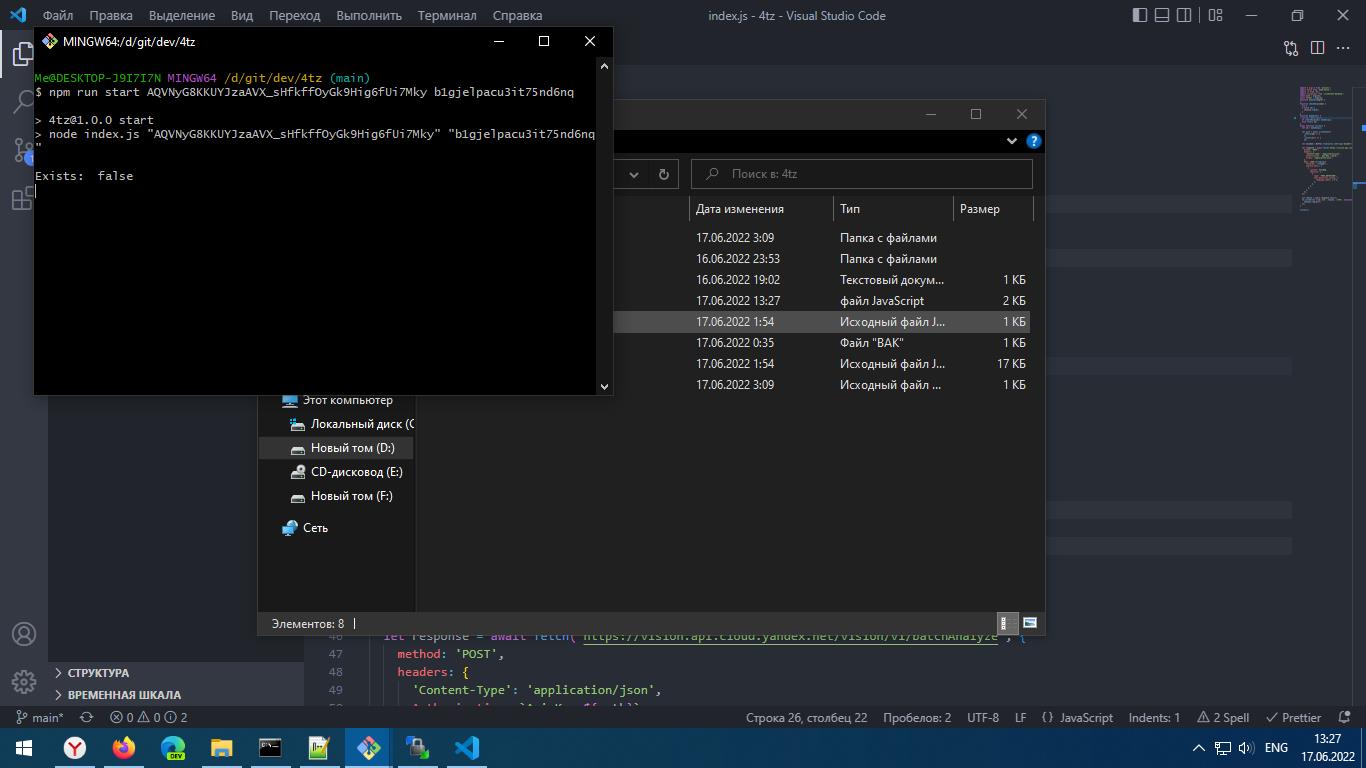 Файл Правка Выделение Вид Переход Выполнить Терминал Справка
index.js - 4tz - Visual Studio Code
MINGW64:/d/git/dev/4tz
Me@DESKTOP-J9I7I7N MINGW64 /d/git/dev/4tz (main)
$ npm run start AQVNyG8KKUYJzaAVX_sHfkffOyGk9Hig6fUi7Mky b1gjelpacu3it75nd6nq
> 4tz@1.0.0 start
> node index.js "AQVNyG8KKUYJzaAVX_sHfkffOyGk9Hig6fUi7Mky" "b1gjelpacu3it75nd6nq
"
Exists: false
Поиск в: 4tz
Дата изменения Тип Размер
17.06.2022 3:09 Папка с файлами
16.06.2022 23:53 Папка с файлами
16.06.2022 19:02 Текстовый докум... 1 КБ
17.06.2022 13:27 файл JavaScript 2 КБ
17.06.2022 1:54 Исходный файл J... 1 КБ
17.06.2022 0:35 Файл "BAK" 1 КБ
17.06.2022 1:54 Исходный файл J... 17 КБ
17.06.2022 3:09 Исходный файл ... 1 КБ
Этот компьютер
Локальный диск (C
Новый том (D:)
CD-дисковод (E:)
Новый том (F:)
Сеть
Элементов: 8
46 let response = await fetch('https://vision.api.cloud.yandex.net/vision/v1/batchAnalyze', {
47 method: 'POST',
48 headers: {
49 'Content-Type': 'application/json',
СТРУКТУРА
ВРЕМЕННАЯ ШКАЛА
main* 0 0 2
Строка 26, столбец 22 Пробелов: 2 UTF-8 LF {} JavaScript Indents: 1 2 Spell Prettier
DEV
ENG
13:27
17.06.2022